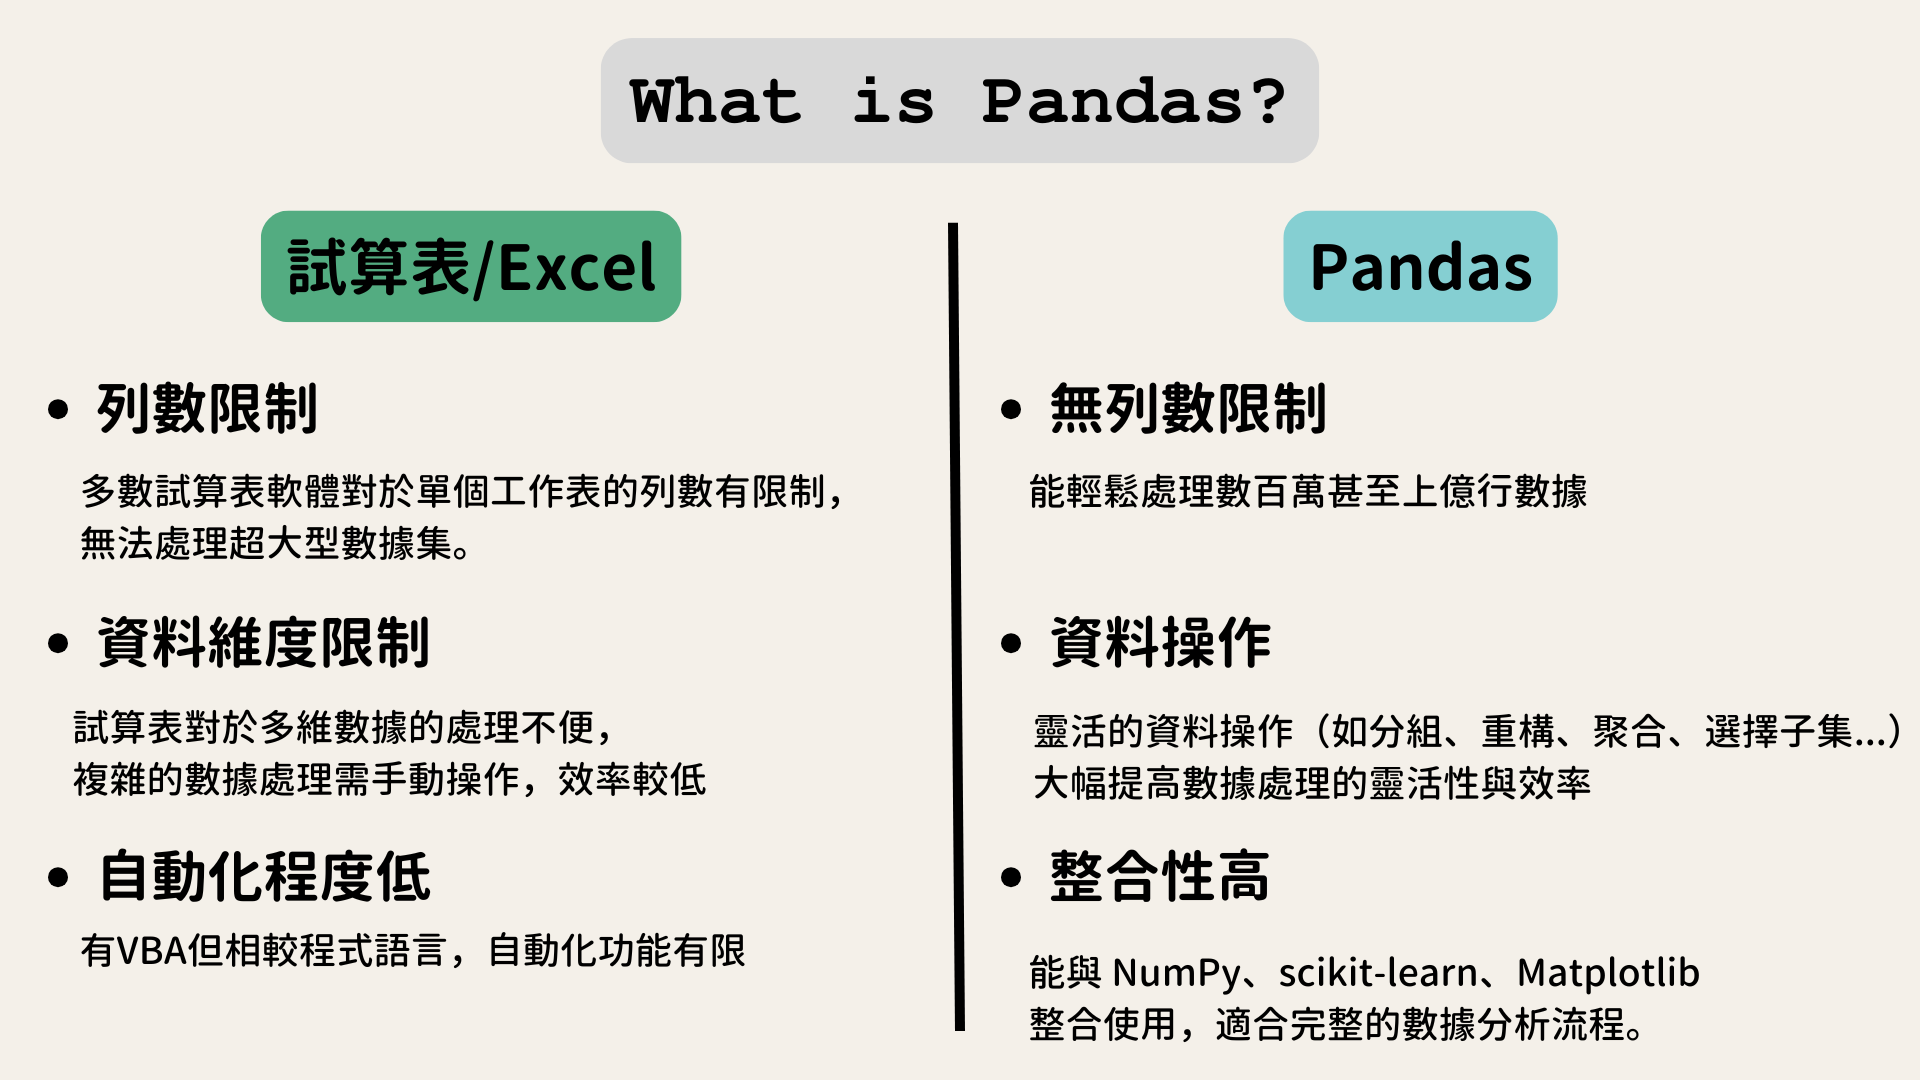 What is Pandas?
試算表/Excel
列數限制
多數試算表軟體對於單個工作表的列數有限制，
無法處理超大型數據集。
資料維度限制
試算表對於多維數據的處理不便，
複雜的數據處理需手動操作，效率較低
自動化程度低
有VBA但相較程式語言，自動化功能有限
Pandas
無列數限制
能輕鬆處理數百萬甚至上億行數據
資料操作
靈活的資料操作（如分組、重構、聚合、選擇子集...）
大幅提高數據處理的靈活性與效率
整合性高
能與 NumPy、scikit-learn、Matplotlib
整合使用，適合完整的數據分析流程。